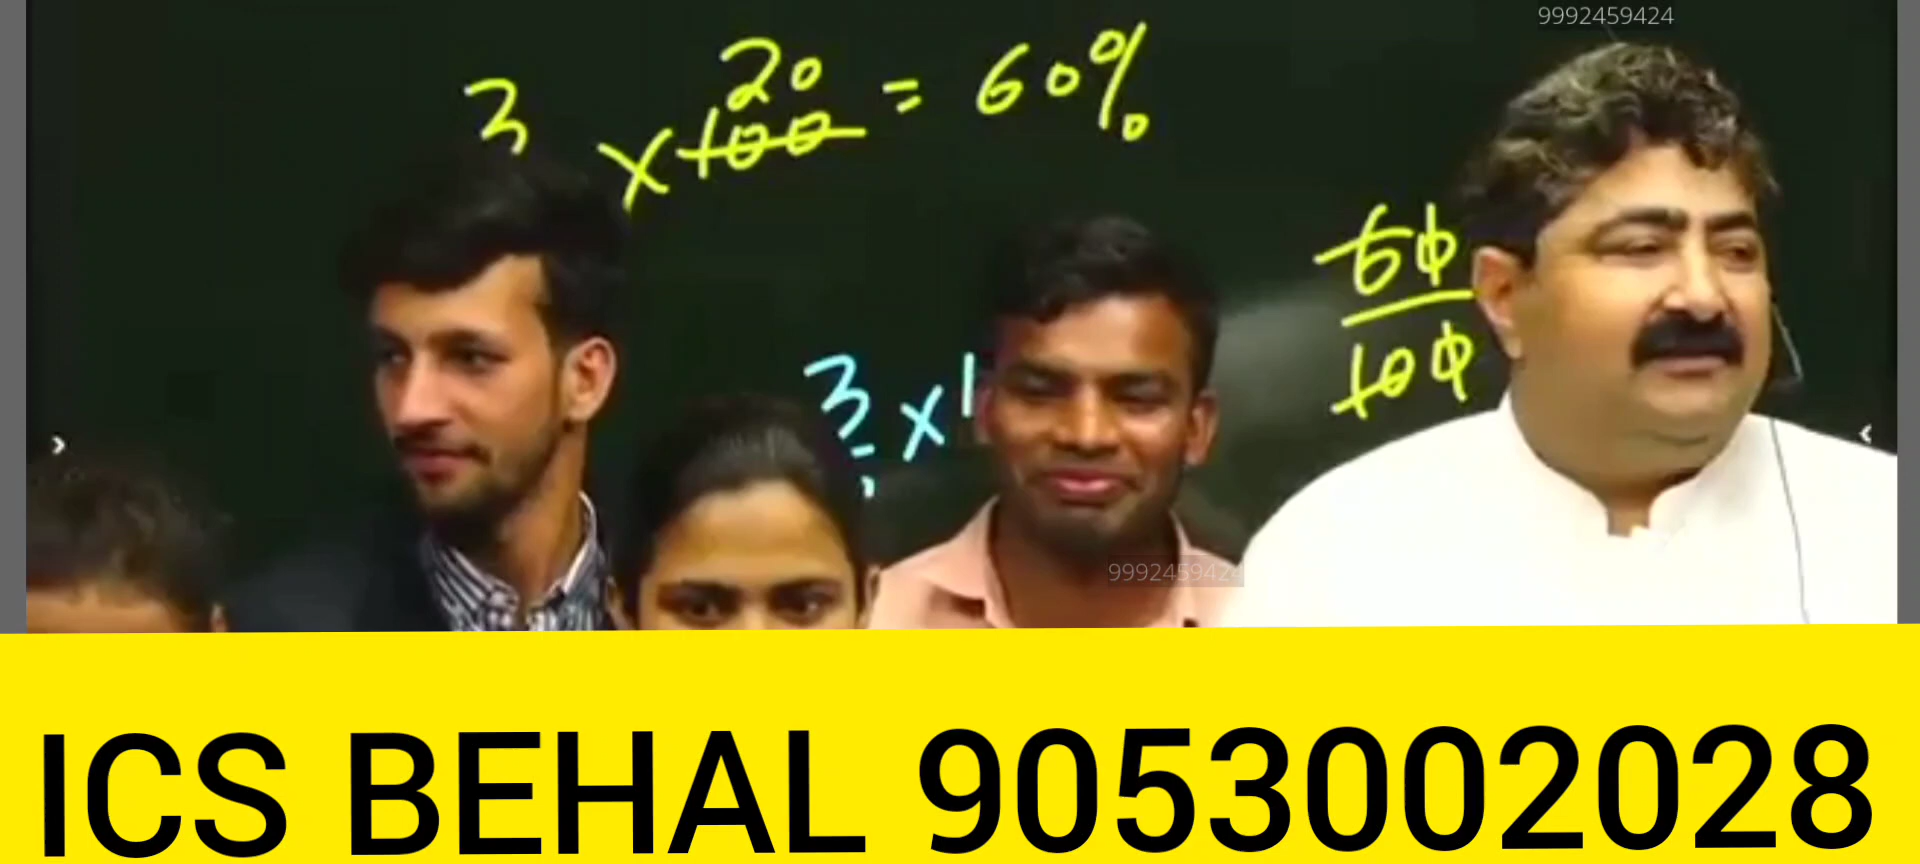 9992459424
20
3 × 100 = 60%
60
100
3 × 1
9992459424
ICS BEHAL 9053002028